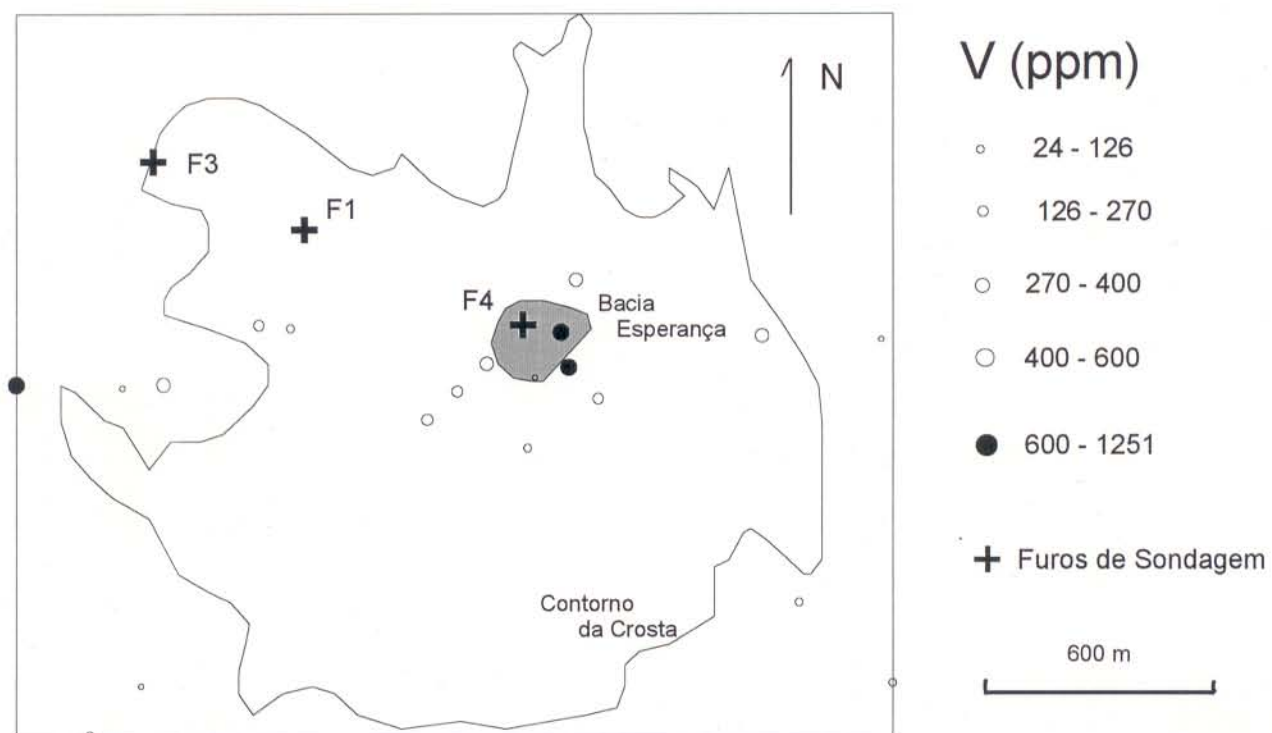 V (ppm)
N
F3
F1
F4
Bacia
Esperança
Contorno
da Crosta
24 - 126
126 - 270
270 - 400
400 - 600
600 - 1251
Furos de Sondagem
600 m